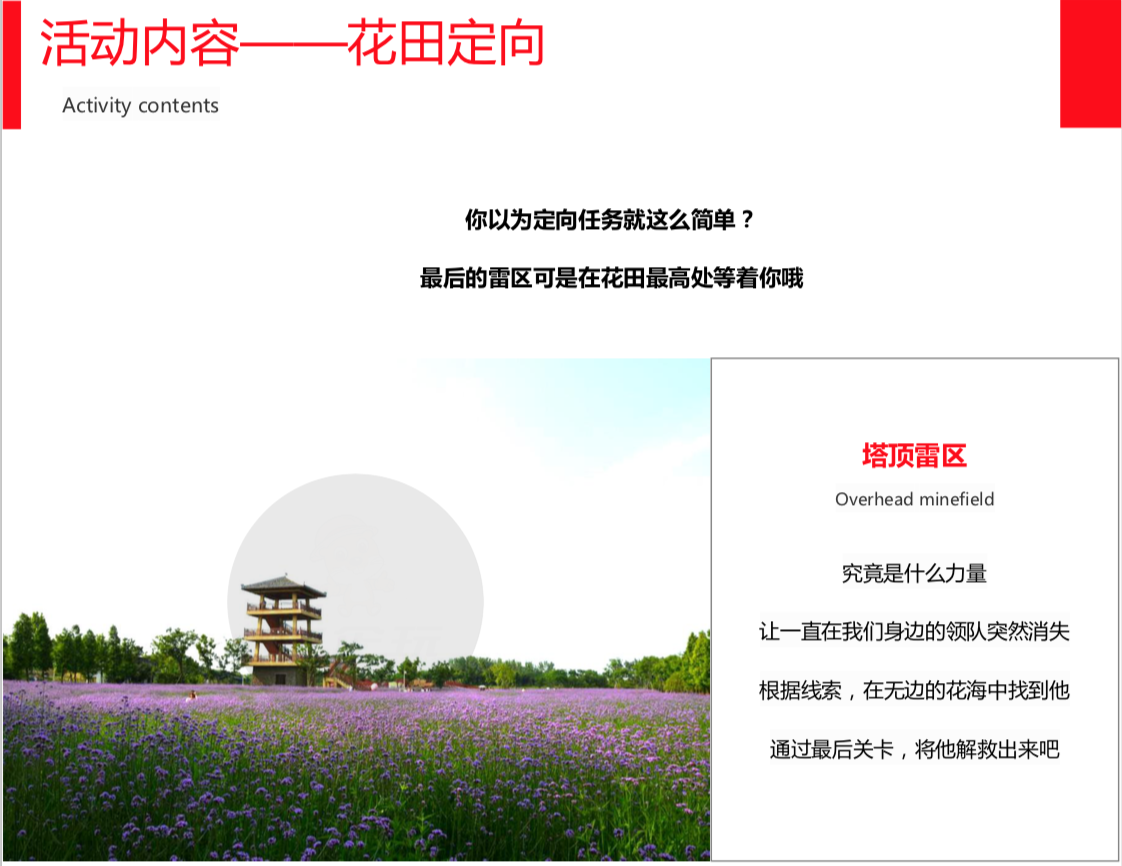 活动内容——花田定向
Activity contents
你以为定向任务就这么简单？
最后的雷区可是在花田最高处等着你哦
塔顶雷区
Overhead minefield
究竟是什么力量
让一直在我们身边的领队突然消失
根据线索，在无边的花海中找到他
通过最后关卡，将他解救出来吧